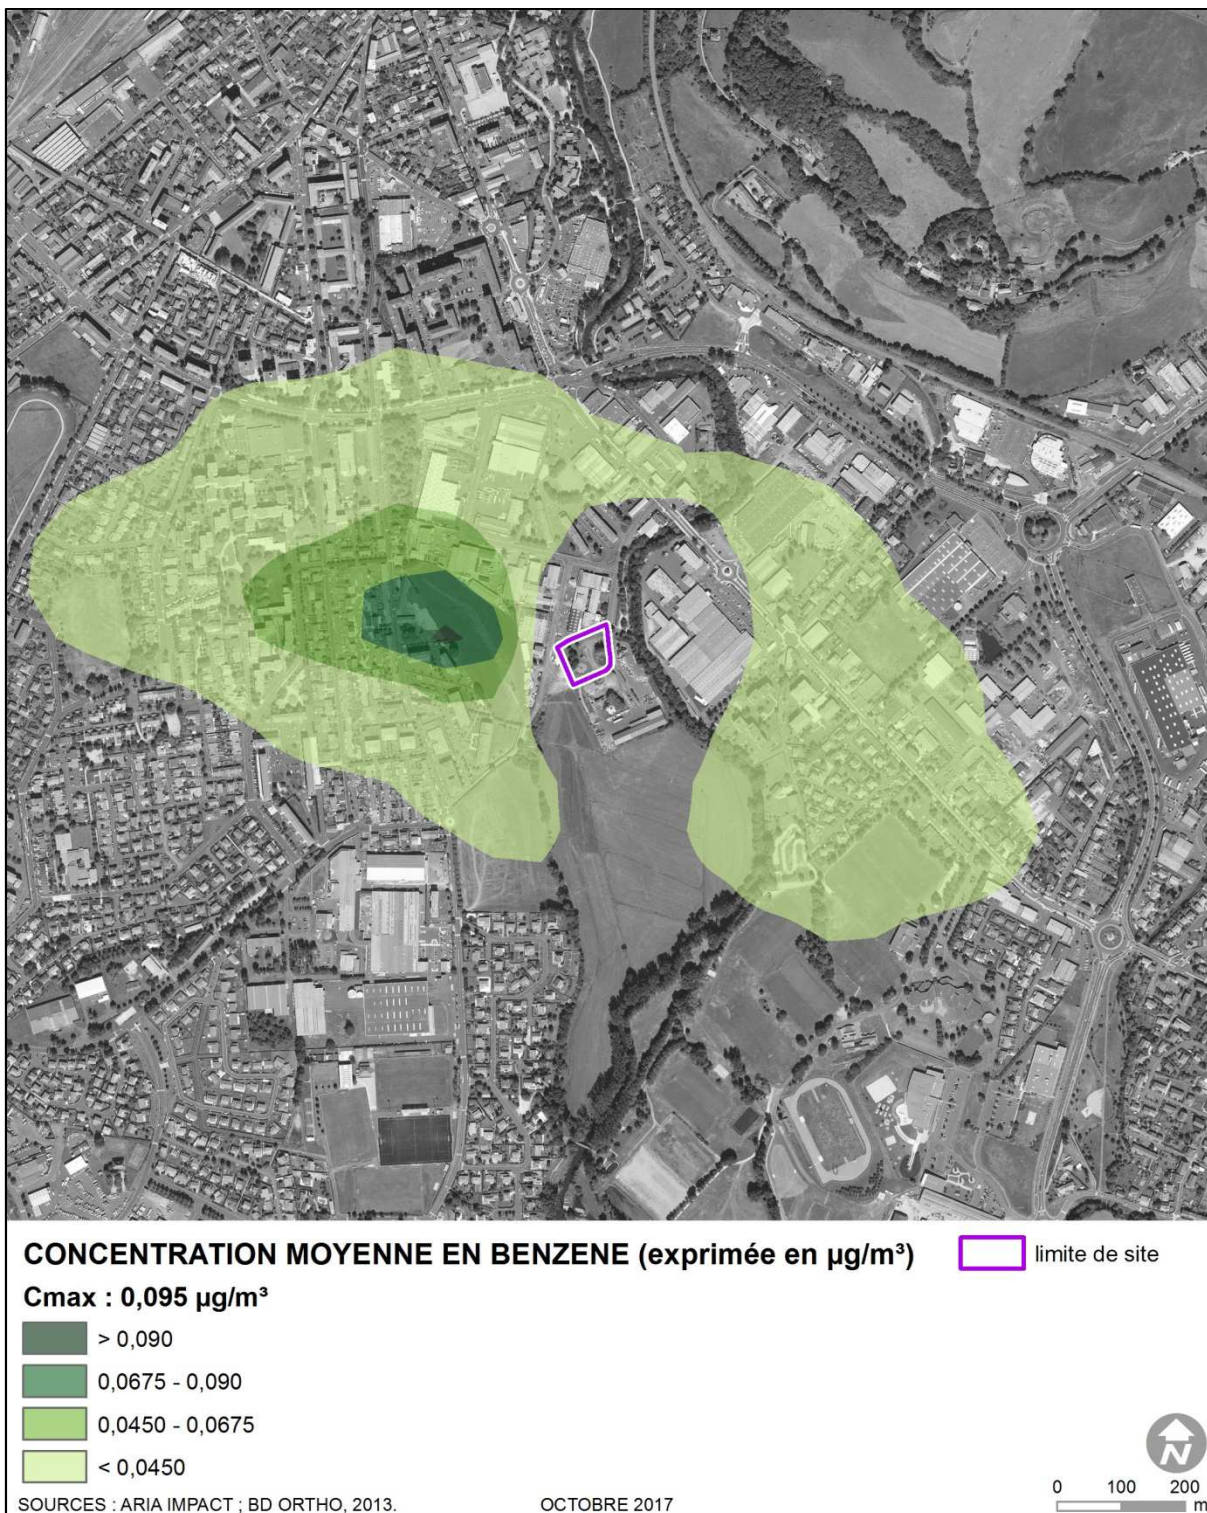 CONCENTRATION MOYENNE EN BENZENE (exprimée en µg/m³)
limite de site
Cmax : 0,095 µg/m³
> 0,090
0,0675 - 0,090
0,0450 - 0,0675
< 0,0450
N
0 100 200
m
SOURCES : ARIA IMPACT ; BD ORTHO, 2013. OCTOBRE 2017